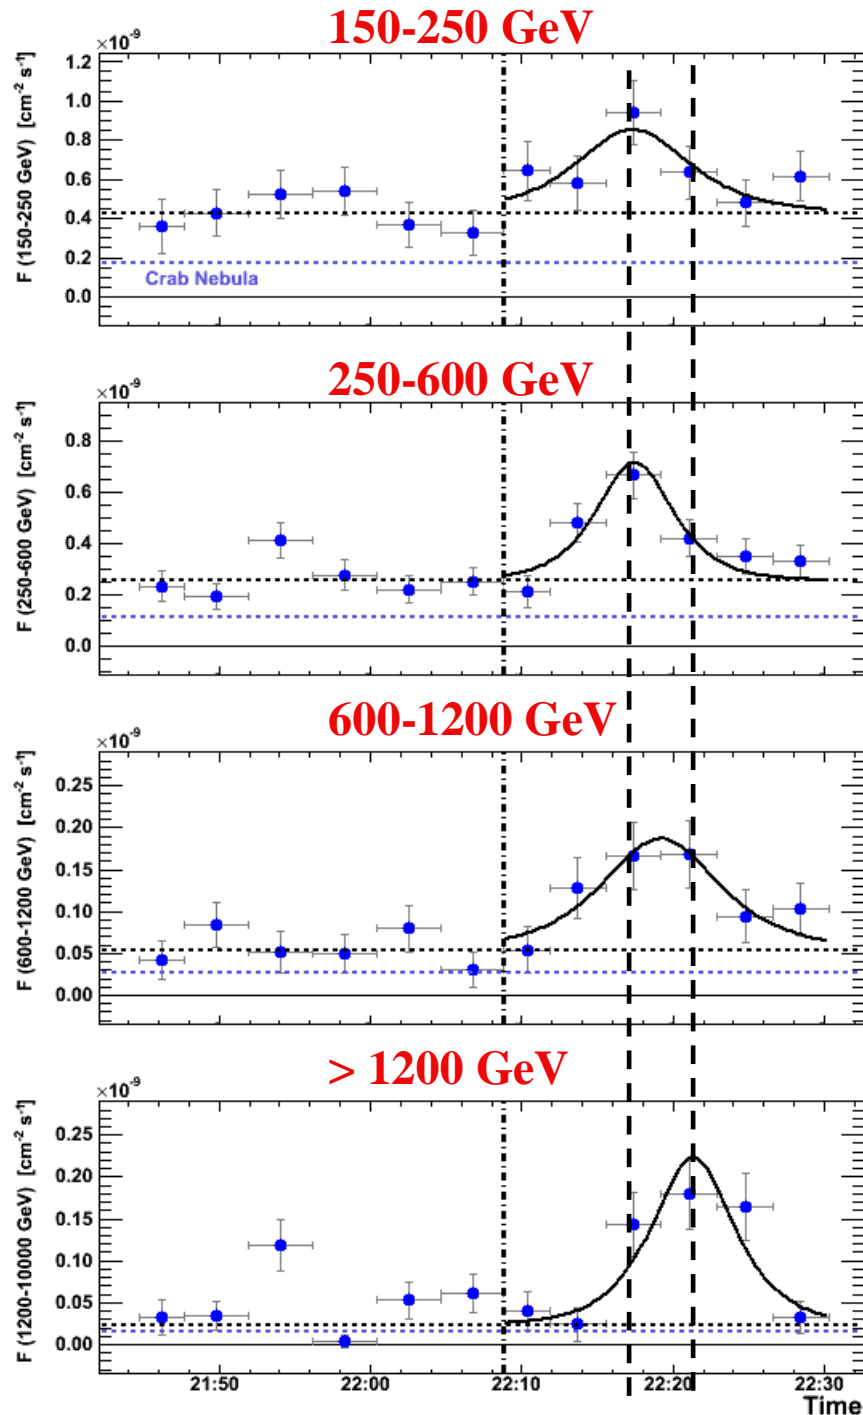 150-250 GeV
×10⁻⁹
F (150-250 GeV) [cm⁻² s⁻¹]
1.2
1.0
0.8
0.6
0.4
0.2
0.0
Crab Nebula
250-600 GeV
×10⁻⁹
F (250-600 GeV) [cm⁻² s⁻¹]
0.8
0.6
0.4
0.2
0.0
600-1200 GeV
×10⁻⁹
F (600-1200 GeV) [cm⁻² s⁻¹]
0.25
0.20
0.15
0.10
0.05
0.00
> 1200 GeV
×10⁻⁹
F (1200-10000 GeV) [cm⁻² s⁻¹]
0.25
0.20
0.15
0.10
0.05
0.00
21:50 22:00 22:10 22:20 22:30
Time